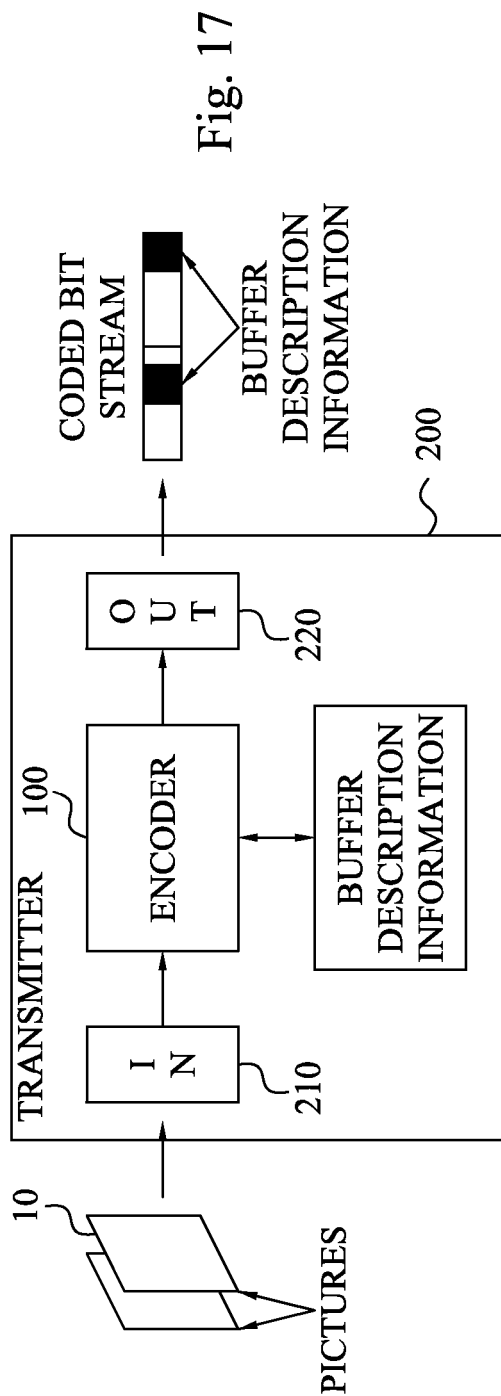 Fig. 17
TRANSMITTER
10
PICTURES
I
N
210
100
ENCODER
BUFFER
DESCRIPTION
INFORMATION
O
U
T
220
200
CODED BIT
STREAM
BUFFER
DESCRIPTION
INFORMATION